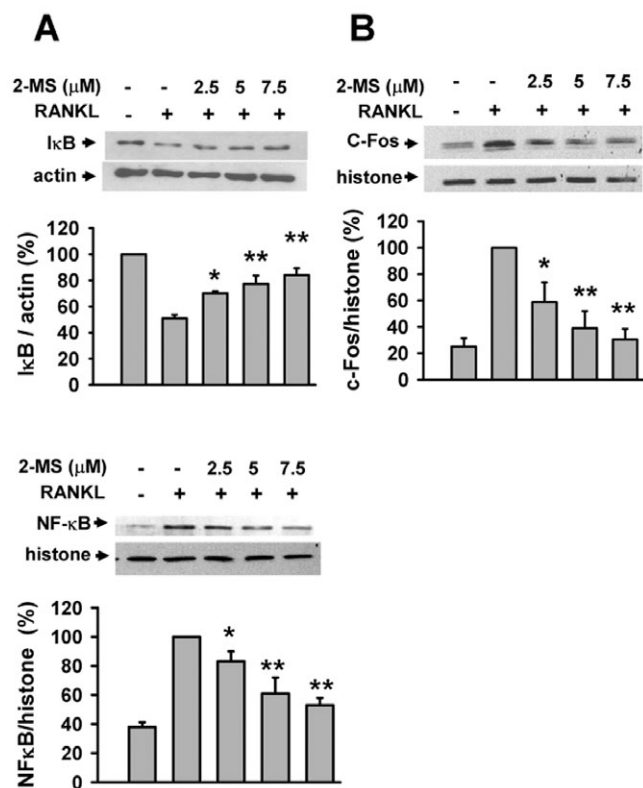 A
2-MS (μM) - - 2.5 5 7.5
RANKL - + + + +
IκB
actin
IκB / actin (%)
120
100
80
60
40
20
0
* ** **
B
2-MS (μM) - - 2.5 5 7.5
RANKL - + + + +
C-Fos
histone
c-Fos/histone (%)
120
100
80
60
40
20
0
* ** **
2-MS (μM) - - 2.5 5 7.5
RANKL - + + + +
NF-κB
histone
NFκB/histone (%)
120
100
80
60
40
20
0
* ** **